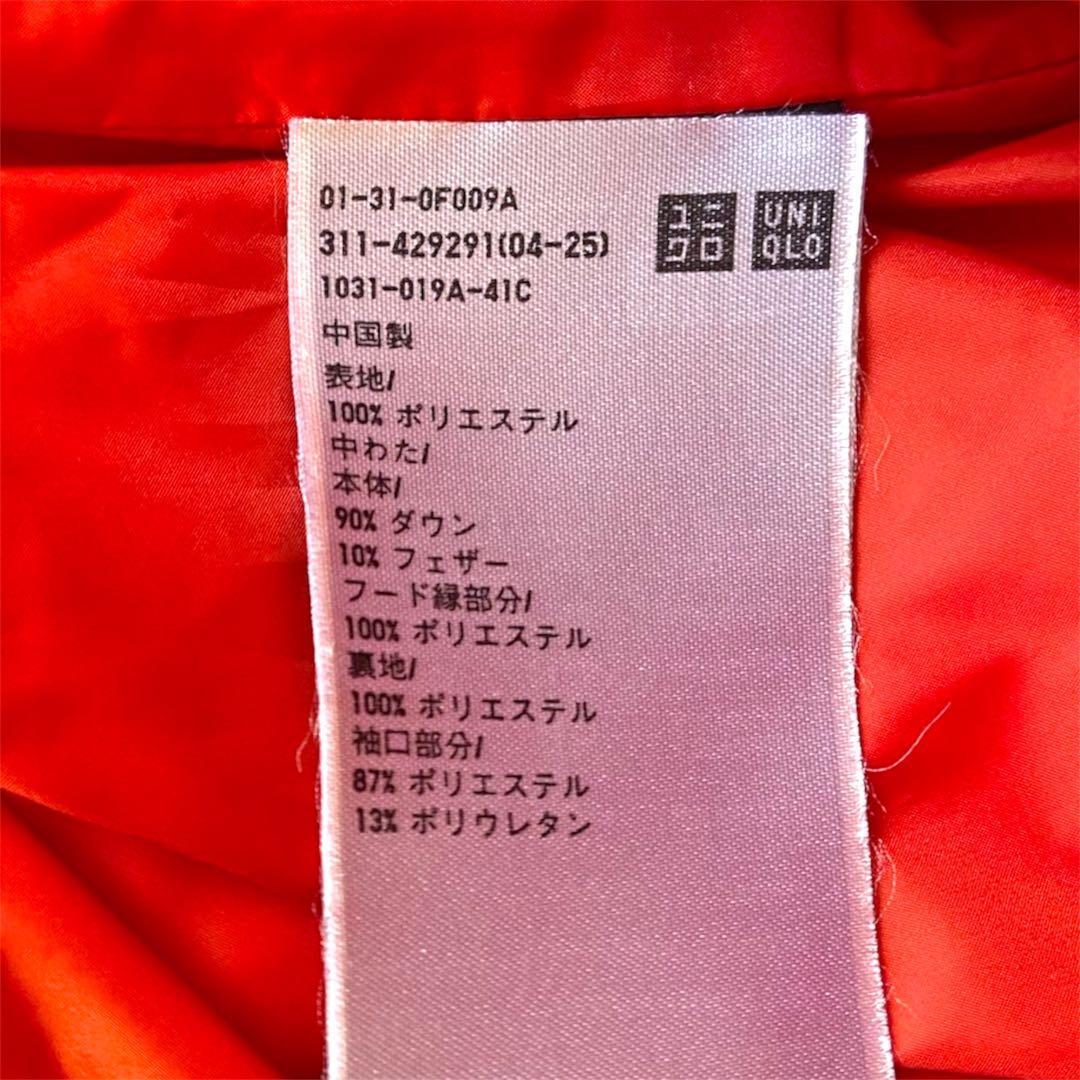 01-31-0F009A
311-429291(04-25)
1031-019A-41C
ユニ
クロ
UNI
QLO
中国製
表地/
100% ポリエステル
中わた/
本体/
90% ダウン
10% フェザー
フード縁部分/
100% ポリエステル
裏地/
100% ポリエステル
袖口部分/
87% ポリエステル
13% ポリウレタン